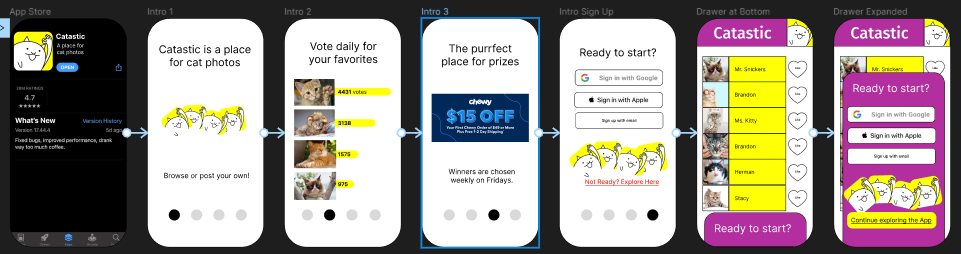 App Store
Catastic
A place for
cat photos
OPEN
4.7
★★★★★
What's New
Version History
Version 17.44.4
5d ago
Fixed bugs, improved performance, drank
way too much coffee.
Intro 1
Catastic is a place
for cat photos
Browse or post your own!
Intro 2
Vote daily for
your favorites
4431 votes
3138
1575
975
Intro 3
The purrfect
place for prizes
chewy
$15 OFF
Your First Chewy Order of $49 or More
Plus Free 1-2 Day Shipping
Winners are chosen
weekly on Fridays.
Intro Sign Up
Ready to start?
Sign in with Google
Sign in with Apple
Sign up with email
Not Ready? Explore Here
Drawer at Bottom
Catastic
Mr. Snickers
Brandon
Ms. Kitty
Brandon
Herman
Stacy
Ready to start?
Drawer Expanded
Catastic
Mr. Snickers
Ready to start?
Sign in with Google
Sign in with Apple
Sign up with email
Continue exploring the App